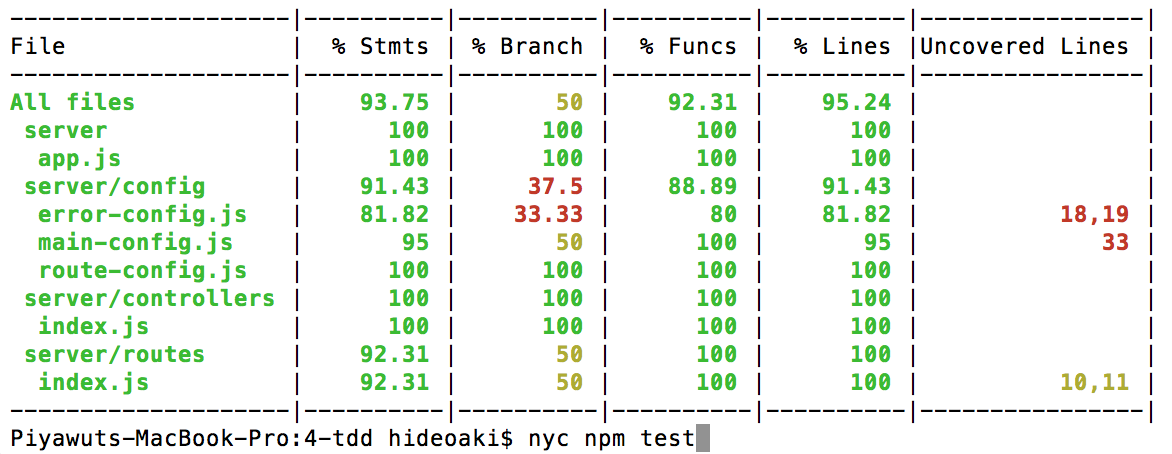 --------------------|----------|----------|----------|----------|----------------|
File                |  % Stmts | % Branch |  % Funcs |  % Lines |Uncovered Lines |
--------------------|----------|----------|----------|----------|----------------|
All files           |    93.75 |       50 |    92.31 |    95.24 |                |
 server             |      100 |      100 |      100 |      100 |                |
  app.js            |      100 |      100 |      100 |      100 |                |
 server/config      |    91.43 |     37.5 |    88.89 |    91.43 |                |
  error-config.js   |    81.82 |    33.33 |       80 |    81.82 |          18,19 |
  main-config.js    |       95 |       50 |      100 |       95 |             33 |
  route-config.js   |      100 |      100 |      100 |      100 |                |
 server/controllers |      100 |      100 |      100 |      100 |                |
  index.js          |      100 |      100 |      100 |      100 |                |
 server/routes      |    92.31 |       50 |      100 |      100 |                |
  index.js          |    92.31 |       50 |      100 |      100 |          10,11 |
--------------------|----------|----------|----------|----------|----------------|
Piyawuts-MacBook-Pro:4-tdd hideoaki$ nyc npm test